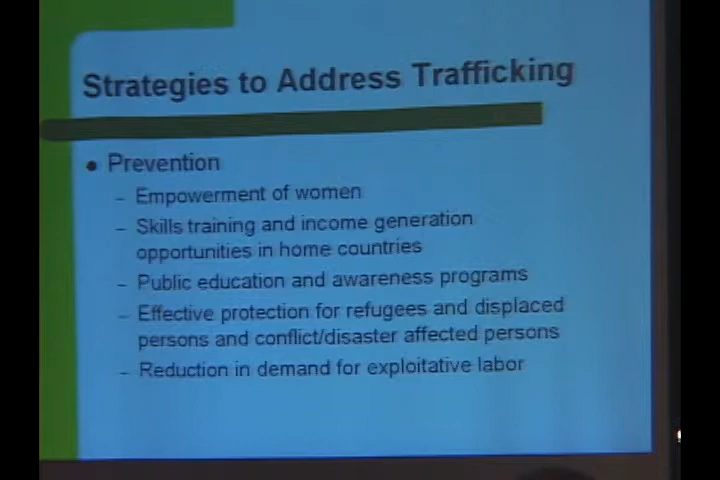 Strategies to Address Trafficking
● Prevention
– Empowerment of women
– Skills training and income generation
opportunities in home countries
– Public education and awareness programs
– Effective protection for refugees and displaced
persons and conflict/disaster affected persons
– Reduction in demand for exploitative labor